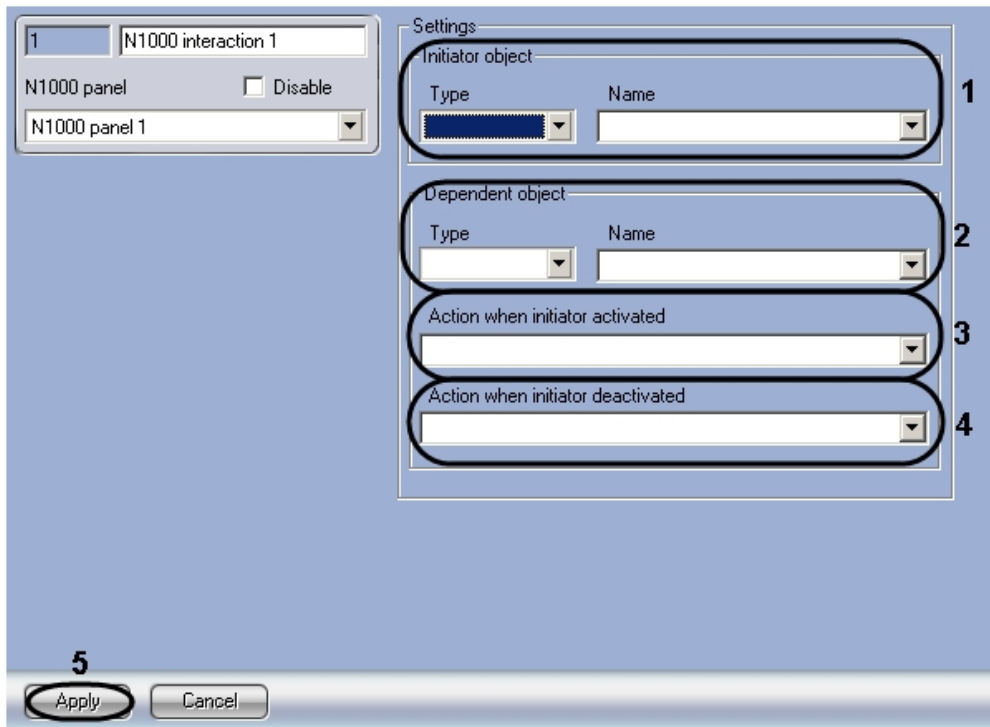 1
N1000 interaction 1
N1000 panel
Disable
N1000 panel 1
Settings
Initiator object
Type
Name
1
Dependent object
Type
Name
2
Action when initiator activated
3
Action when initiator deactivated
4
5
Apply
Cancel